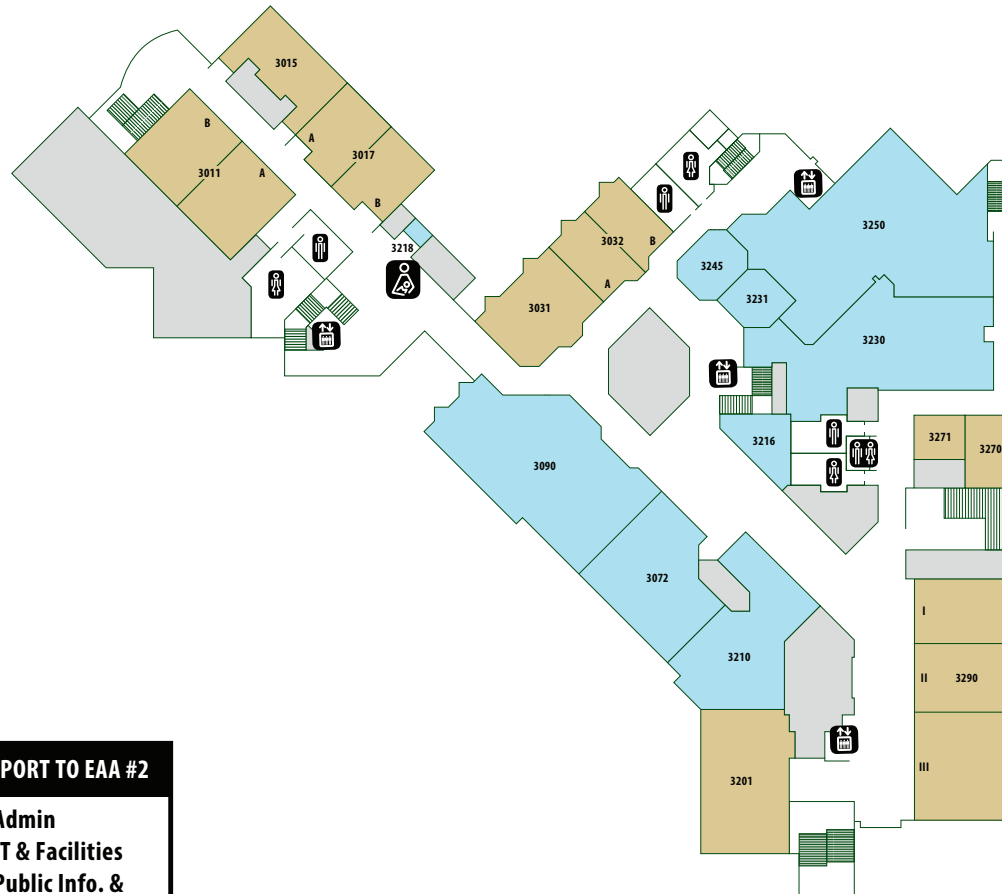 3015
B
A
3017
3011
A
B
3218
3032
B
A
3031
3250
3245
3231
3230
3216
3271
3270
3090
3072
3210
I
II
3290
III
3201
PORT TO EAA #2
Admin
T & Facilities
Public Info. &